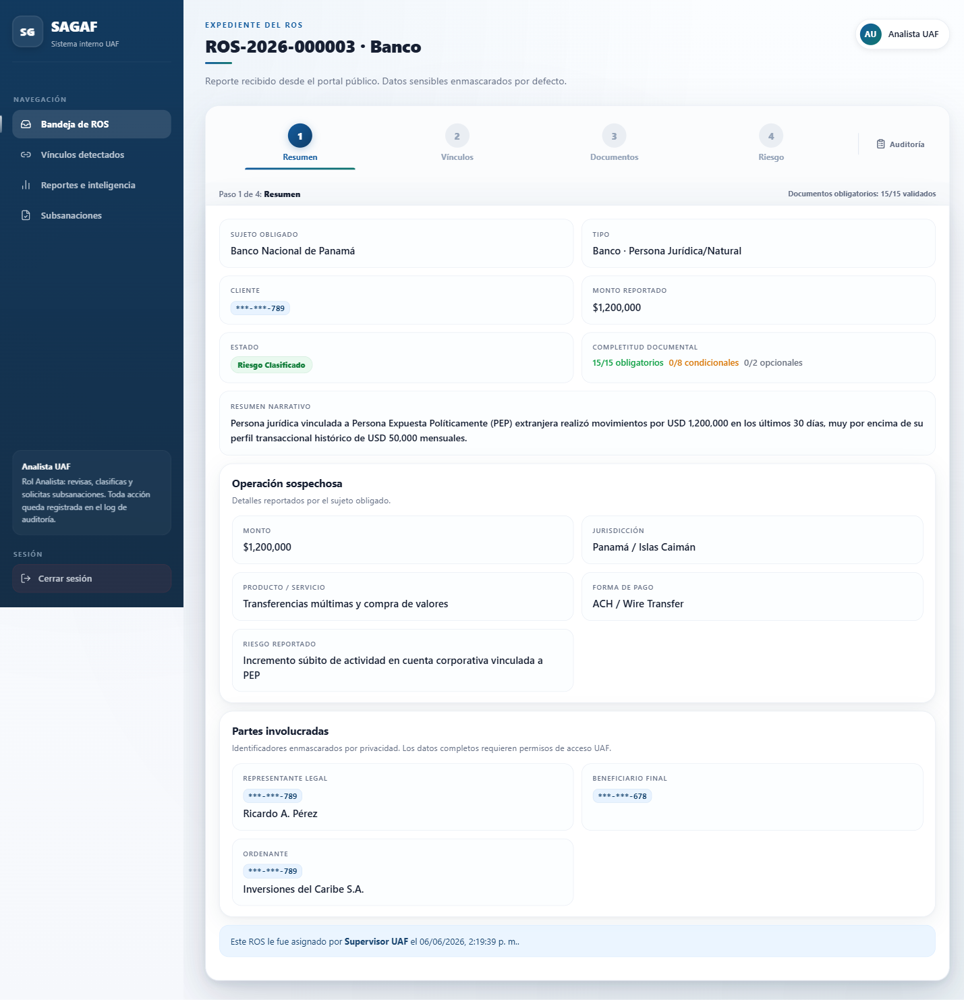 SG
SAGAF
Sistema interno UAF
NAVEGACIÓN
Bandeja de ROS
Vínculos detectados
Reportes e inteligencia
Subsanaciones
Analista UAF
Rol Analista: revisas, clasificas y
solicitas subsanaciones. Toda acción
queda registrada en el log de
auditoría.
SESIÓN
Cerrar sesión
EXPEDIENTE DEL ROS
ROS-2026-000003 · Banco
Reporte recibido desde el portal público. Datos sensibles enmascarados por defecto.
AU Analista UAF
1 Resumen
2 Vínculos
3 Documentos
4 Riesgo
Auditoría
Paso 1 de 4: Resumen
Documentos obligatorios: 15/15 validados
SUJETO OBLIGADO
Banco Nacional de Panamá
TIPO
Banco · Persona Jurídica/Natural
CLIENTE
***-***-789
MONTO REPORTADO
$1,200,000
ESTADO
Riesgo Clasificado
COMPLETITUD DOCUMENTAL
15/15 obligatorios 0/8 condicionales 0/2 opcionales
RESUMEN NARRATIVO
Persona jurídica vinculada a Persona Expuesta Políticamente (PEP) extranjera realizó movimientos por USD 1,200,000 en los últimos 30 días, muy por encima de su
perfil transaccional histórico de USD 50,000 mensuales.
Operación sospechosa
Detalles reportados por el sujeto obligado.
MONTO
$1,200,000
JURISDICCIÓN
Panamá / Islas Caimán
PRODUCTO / SERVICIO
Transferencias múltimas y compra de valores
FORMA DE PAGO
ACH / Wire Transfer
RIESGO REPORTADO
Incremento súbito de actividad en cuenta corporativa vinculada a
PEP
Partes involucradas
Identificadores enmascarados por privacidad. Los datos completos requieren permisos de acceso UAF.
REPRESENTANTE LEGAL
***-***-789
Ricardo A. Pérez
BENEFICIARIO FINAL
***-***-678
ORDENANTE
***-***-789
Inversiones del Caribe S.A.
Este ROS le fue asignado por Supervisor UAF el 06/06/2026, 2:19:39 p. m..